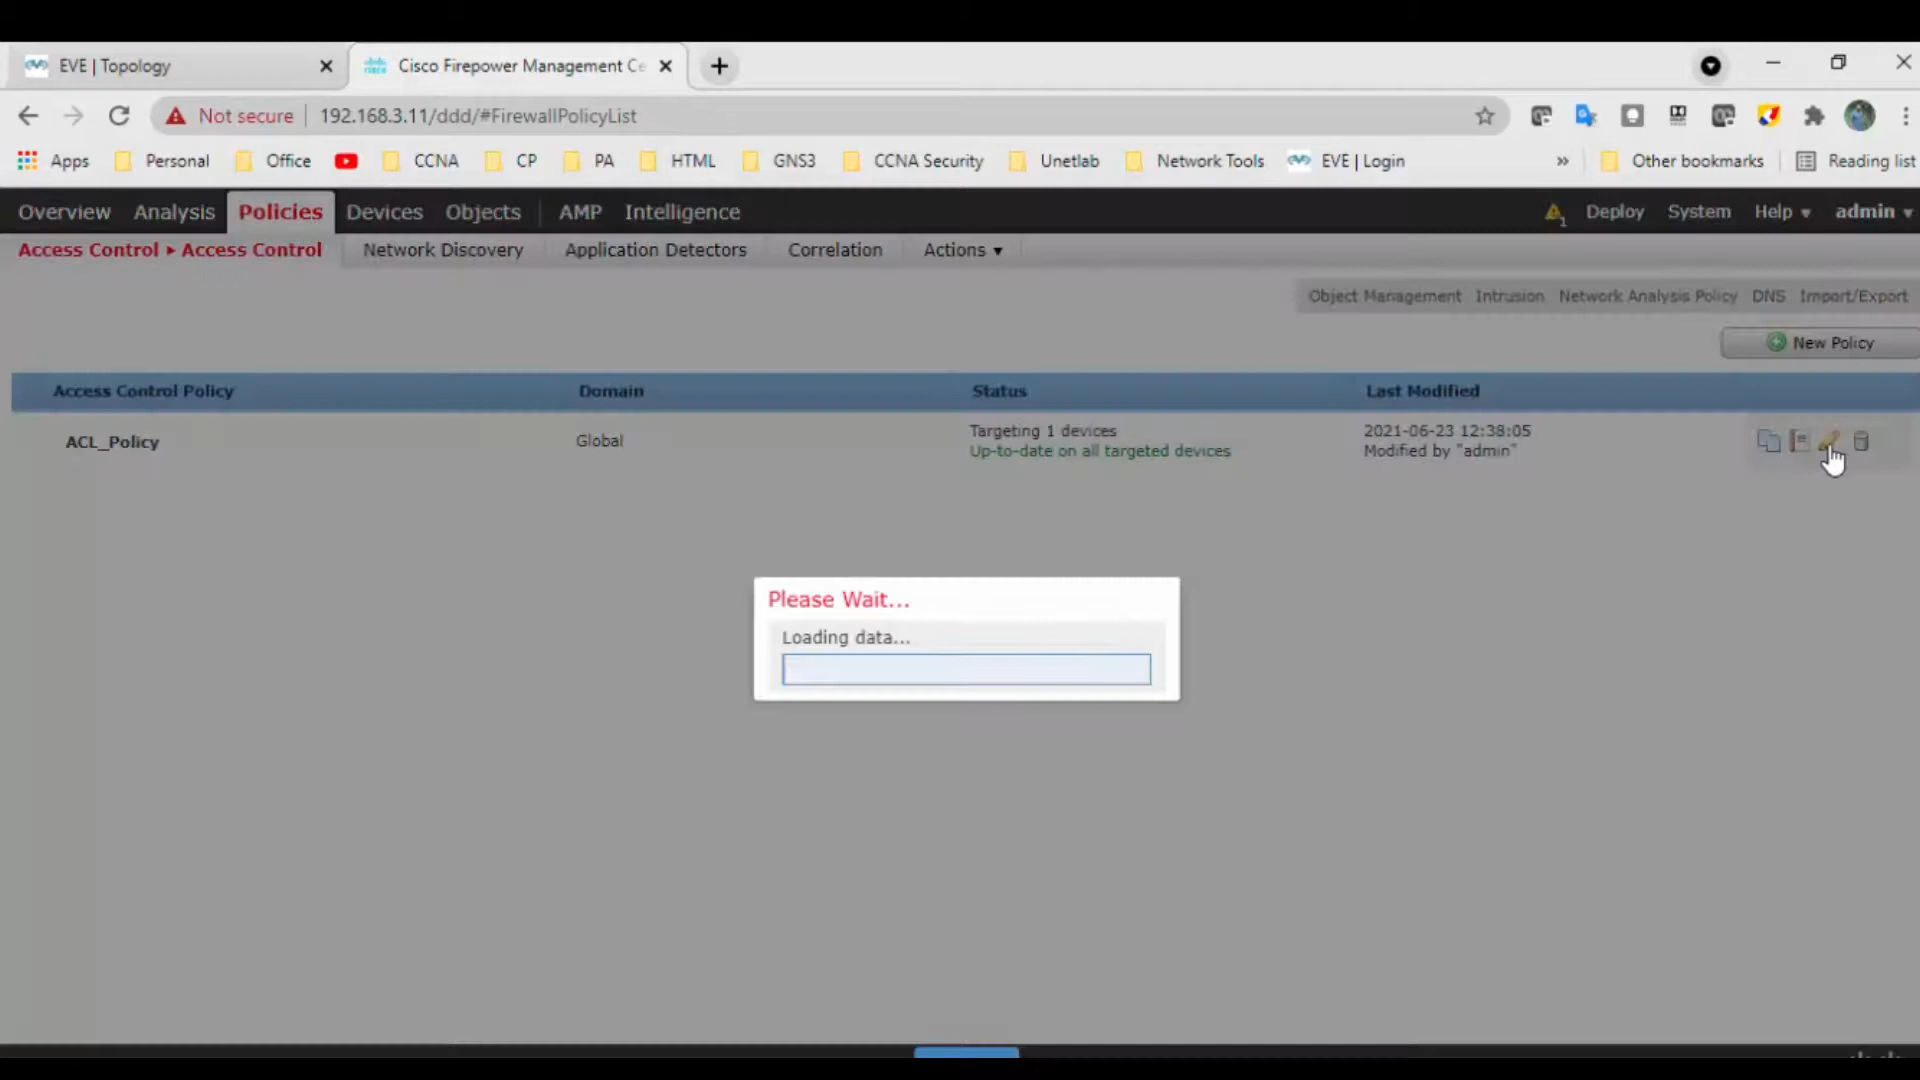 EVE | Topology
Cisco Firepower Management Ce
Not secure
192.168.3.11/ddd/#FirewallPolicyList
Apps
Personal
Office
CCNA
CP
PA
HTML
GNS3
CCNA Security
Unetlab
Network Tools
EVE | Login
»
Other bookmarks
Reading list
Overview
Analysis
Policies
Devices
Objects
AMP
Intelligence
1
Deploy
System
Help ▾
admin ▾
Access Control ▸ Access Control
Network Discovery
Application Detectors
Correlation
Actions ▾
Object Management
Intrusion
Network Analysis Policy
DNS
Import/Export
New Policy
Access Control Policy
Domain
Status
Last Modified
ACL_Policy
Global
Targeting 1 devices
Up-to-date on all targeted devices
2021-06-23 12:38:05
Modified by "admin"
Please Wait...
Loading data...